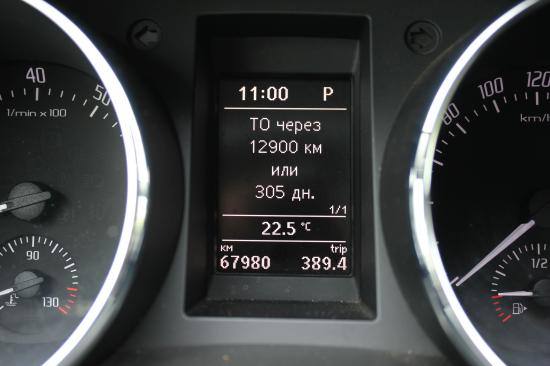 40
50
1/min x 100
90
130
11:00 P
ТО через
12900 км
или
305 дн.
1/1
22.5 °C
КМ trip
67980 389.4
80
100
120
km/h
1/2